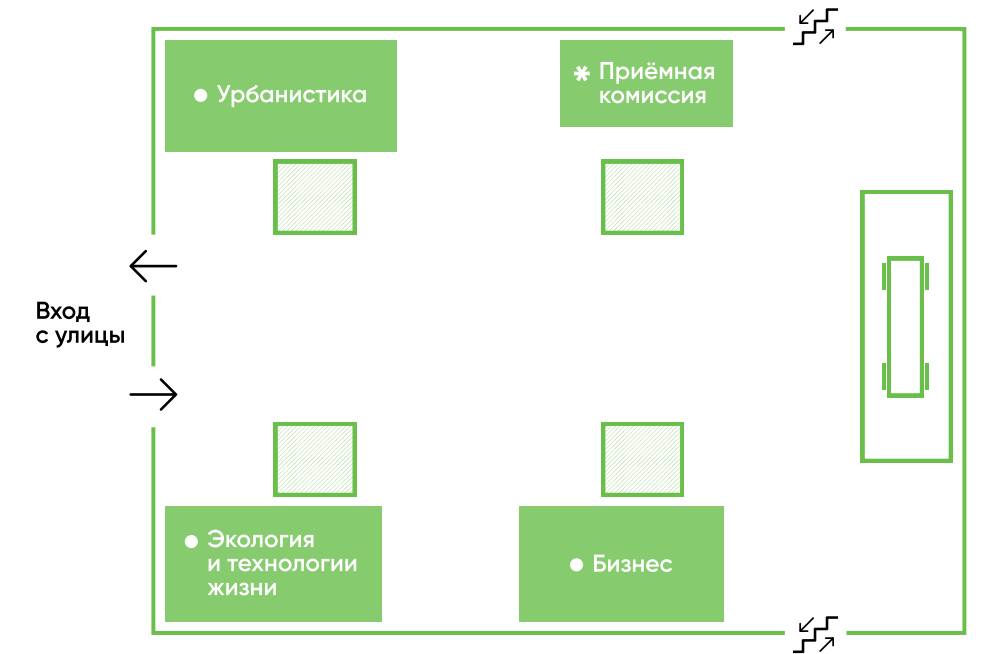 Урбанистика
Приёмная
комиссия
Вход
с улицы
Экология
и технологии
жизни
Бизнес